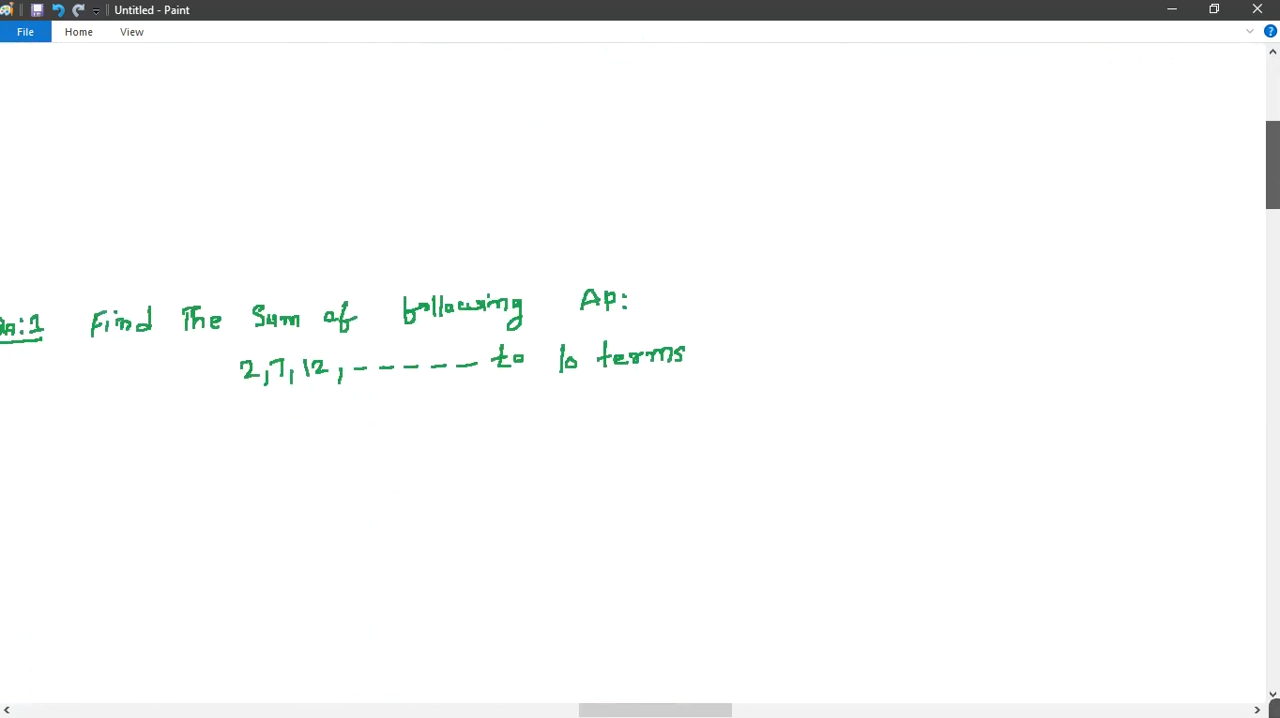 Untitled - Paint
File Home View
Find The Sum of following AP:
2,7,12,------ to 10 terms